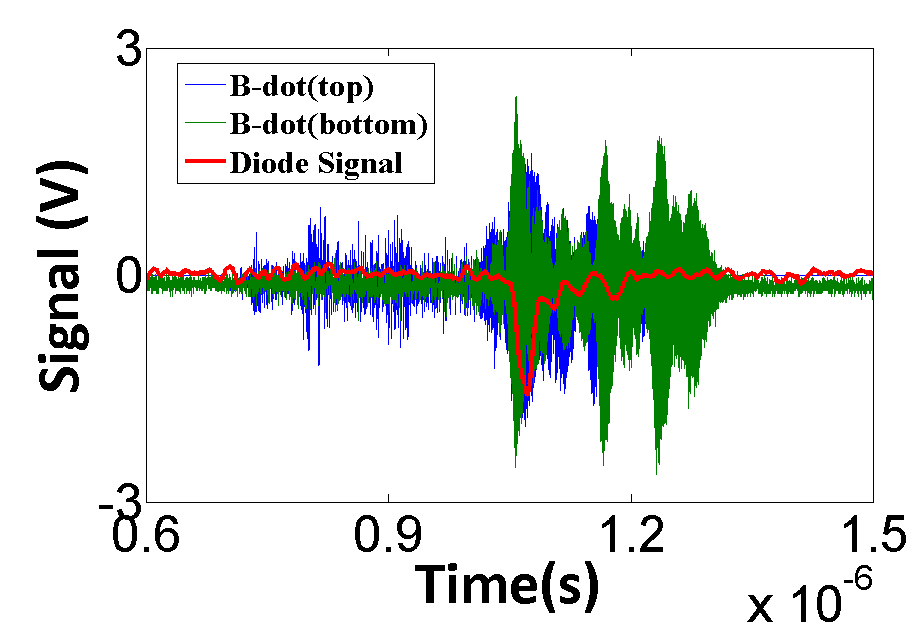 3
B-dot(top)
B-dot(bottom)
Diode Signal
Signal (V)
0
-3
0.6 0.9 1.2 1.5
Time(s)
x 10-6